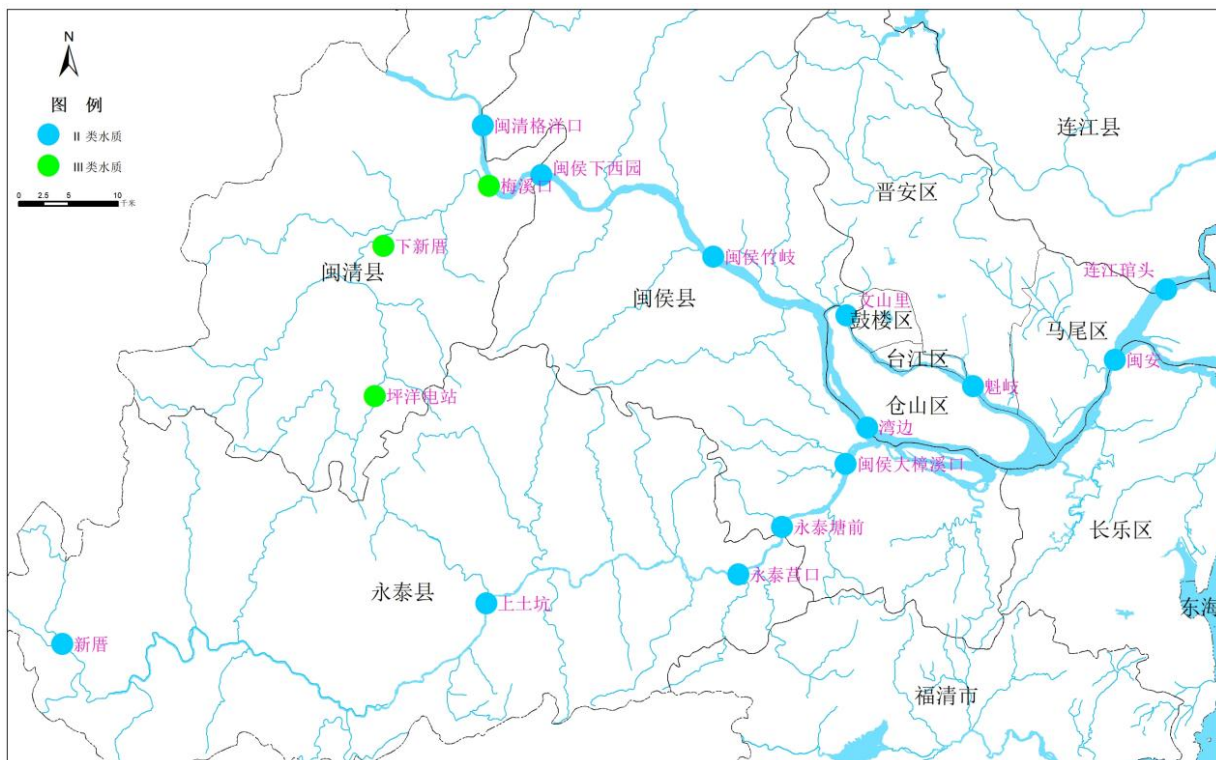 N
图 例
II 类水质
III 类水质
0 2.5 5 10
千米
连江县
闽清格洋口
闽侯下西园
梅溪口
晋安区
下新厝
闽清县
闽侯竹岐
连江琯头
闽侯县
文山里
鼓楼区
马尾区
台江区
闽安
魁岐
坪洋电站
仓山区
湾边
闽侯大樟溪口
永泰塘前
长乐区
永泰莒口
永泰县
上土坑
东海
新厝
福清市